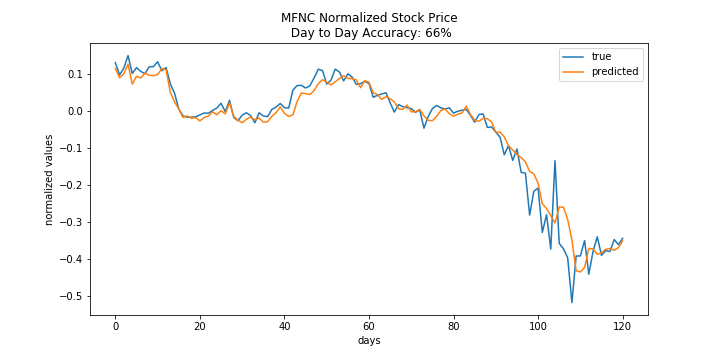 MFNC Normalized Stock Price
Day to Day Accuracy: 66%
true
predicted
normalized values
0.1
0.0
−0.1
−0.2
−0.3
−0.4
−0.5
0 20 40 60 80 100 120
days